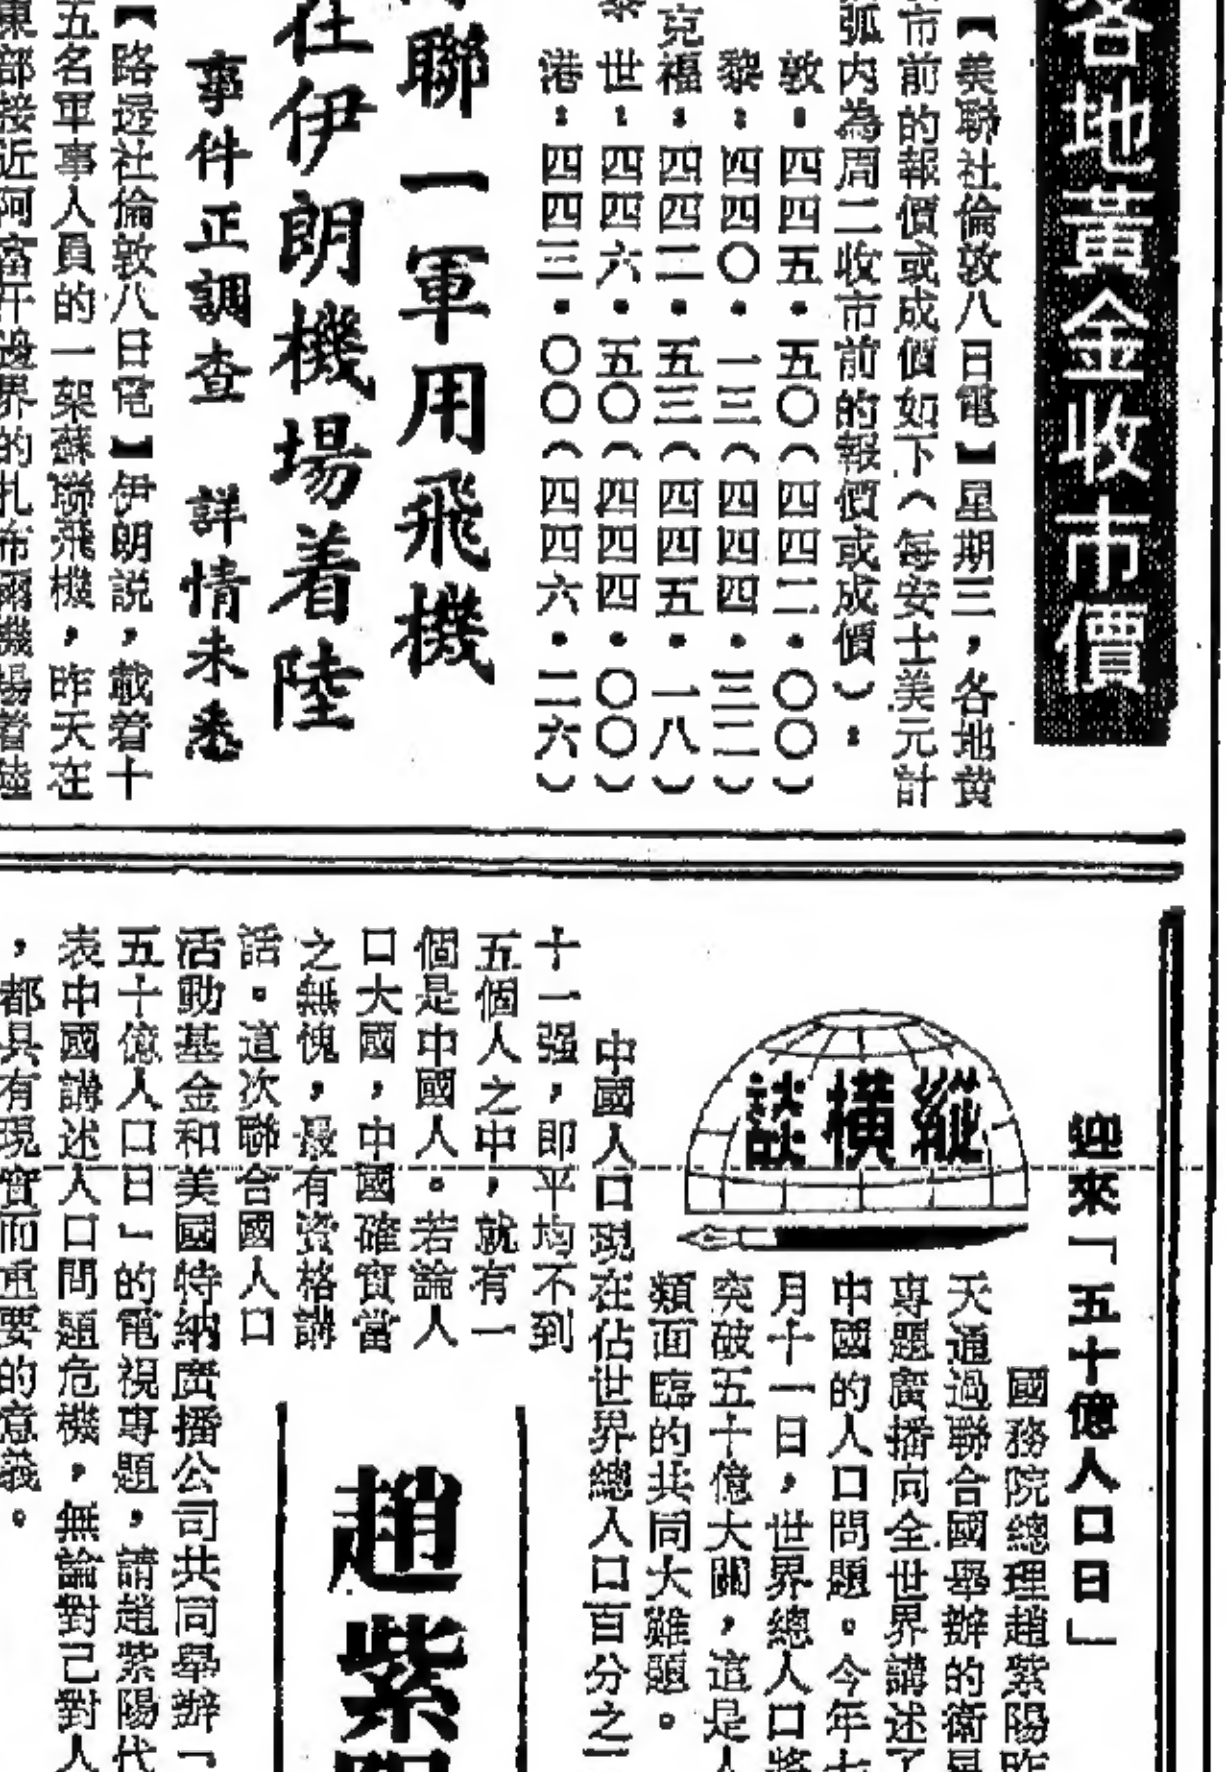 各地黃金收市價
【美聯社倫敦八日電】星期三，各地黄
市前的報價或成價如下（每安士美元計
弧内為周二收市前的報價或成價）：
敦：四四五・五〇（四四二・〇〇）
黎：四四〇・一三（四四四・三二）
克福：四四二・五三（四四五・一八）
世：四四六・五〇（四四四・〇〇）
港：四四三・〇〇（四四六・二六）
聯一軍用飛機
在伊朗機場着陸
事件正調查　詳情未悉
【路透社倫敦八日電】伊朗説，載着十
五名軍事人員的一架蘇聯飛機，昨天在
東部接近阿富汗邊界的扎布爾機場着陸
迎來「五十億人口日」
縱橫談
國務院總理趙紫陽昨
天通過聯合國舉辦的衛星
專題廣播向全世界講述了
中國的人口問題。今年七
月十一日，世界總人口將
突破五十億大關，這是人
類面臨的共同大難題。
中國人口現在佔世界總人口百分之二
十一强，即平均不到
五個人之中，就有一
個是中國人。若論人
口大國，中國確實當
之無愧，最有資格講
話。這次聯合國人口
活動基金和美國特納廣播公司共同舉辦「
五十億人口日」的電視專題，請趙紫陽代
表中國講述人口問題危機，無論對己對人
，都具有現實而重要的意義。
趙紫陽